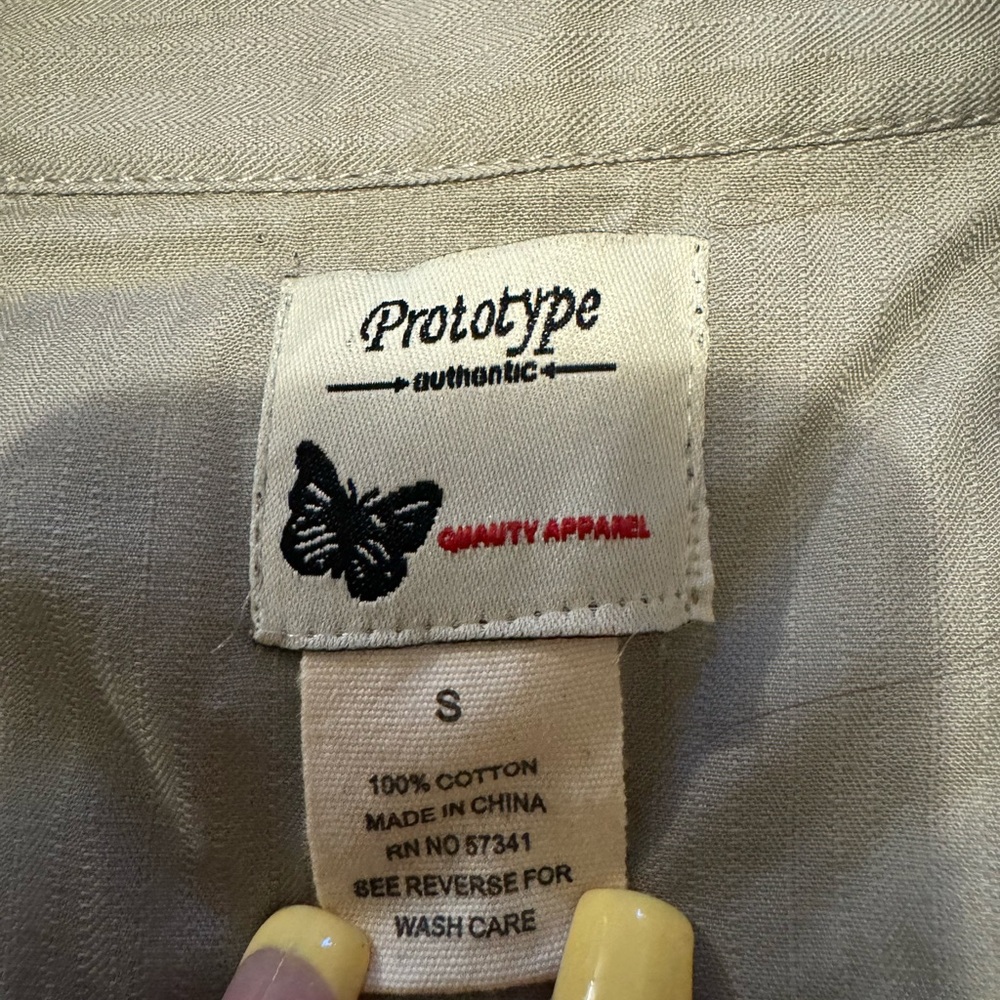 Prototype
authentic
QUALITY APPAREL
S
100% COTTON
MADE IN CHINA
RN NO 57341
SEE REVERSE FOR
WASH CARE